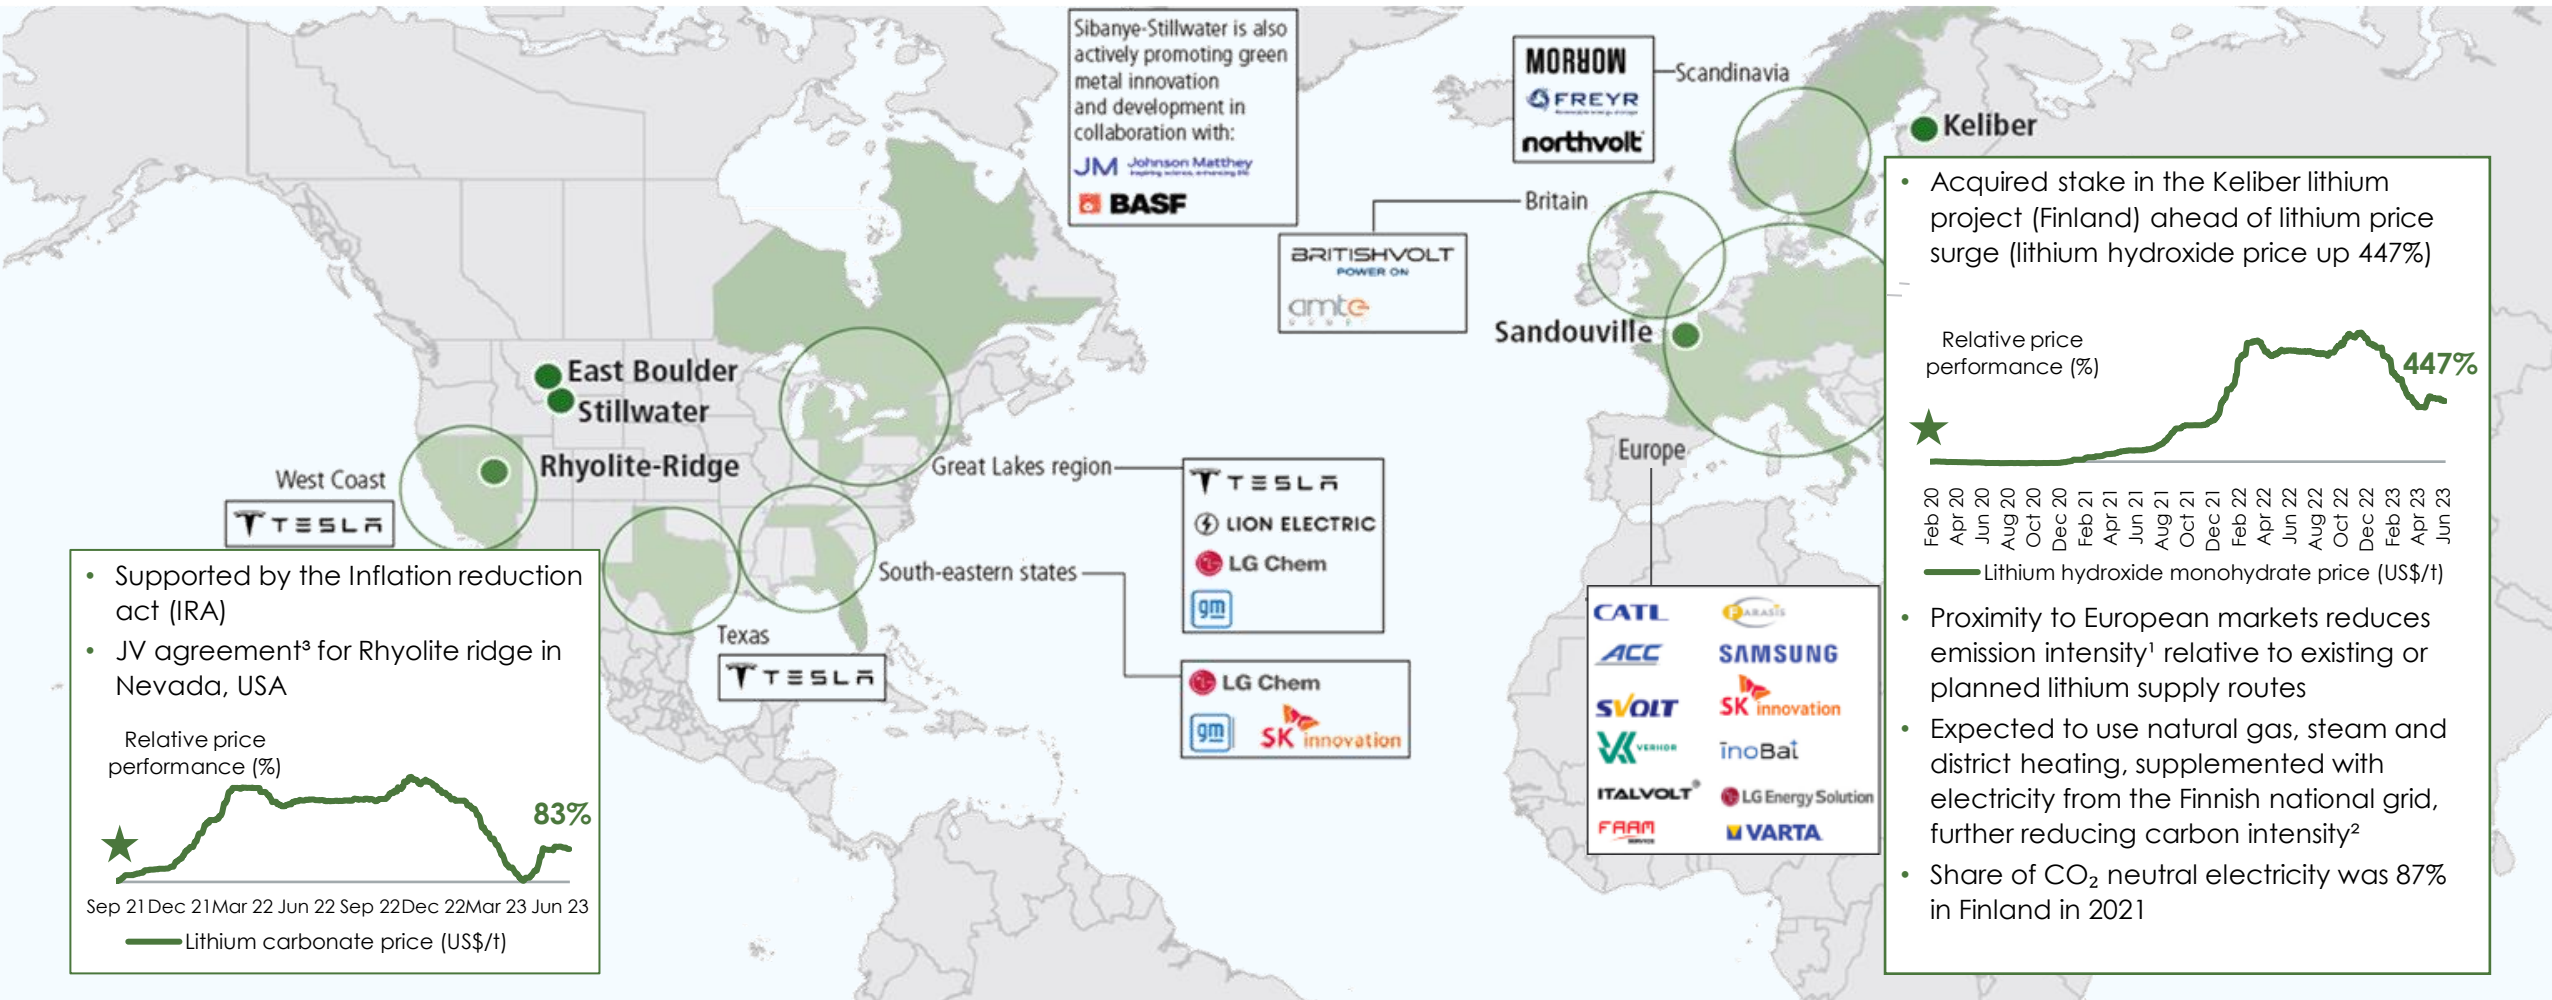 Sibanye-Stillwater is also
actively promoting green
metal innovation
and development in
collaboration with:
JM Johnson Matthey
Inspiring science, enhancing life
BASF
MORROW
FREYR
northvolt
Scandinavia
Keliber
Britain
BRITISHVOLT
POWER ON
amte
Sandouville
East Boulder
Stillwater
Rhyolite-Ridge
West Coast
TESLA
Great Lakes region
TESLA
LION ELECTRIC
LG Chem
gm
South-eastern states
LG Chem
gm
SK innovation
Texas
TESLA
Europe
CATL
FARASIS
ACC
SAMSUNG
SVOLT
SK innovation
VERKOR
InoBat
ITALVOLT®
LG Energy Solution
FAAM
VARTA
• Supported by the Inflation reduction
act (IRA)
• JV agreement³ for Rhyolite ridge in
Nevada, USA
Relative price
performance (%)
83%
Sep 21 Dec 21 Mar 22 Jun 22 Sep 22 Dec 22 Mar 23 Jun 23
Lithium carbonate price (US$/t)
• Acquired stake in the Keliber lithium
project (Finland) ahead of lithium price
surge (lithium hydroxide price up 447%)
Relative price
performance (%)
447%
Feb 20 Apr 20 Jun 20 Aug 20 Oct 20 Dec 20 Feb 21 Apr 21 Jun 21 Aug 21 Oct 21 Dec 21 Feb 22 Apr 22 Jun 22 Aug 22 Oct 22 Dec 22 Feb 23 Apr 23 Jun 23
Lithium hydroxide monohydrate price (US$/t)
• Proximity to European markets reduces
emission intensity¹ relative to existing or
planned lithium supply routes
• Expected to use natural gas, steam and
district heating, supplemented with
electricity from the Finnish national grid,
further reducing carbon intensity²
• Share of CO₂ neutral electricity was 87%
in Finland in 2021